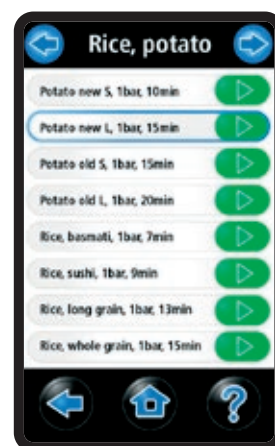 Rice, potato
Potato new S, 1bar, 10min
Potato new L, 1bar, 15min
Potato old S, 1bar, 15min
Potato old L, 1bar, 20min
Rice, basmati, 1bar, 7min
Rice, sushi, 1bar, 9min
Rice, long grain, 1bar, 13min
Rice, whole grain, 1bar, 15min
?